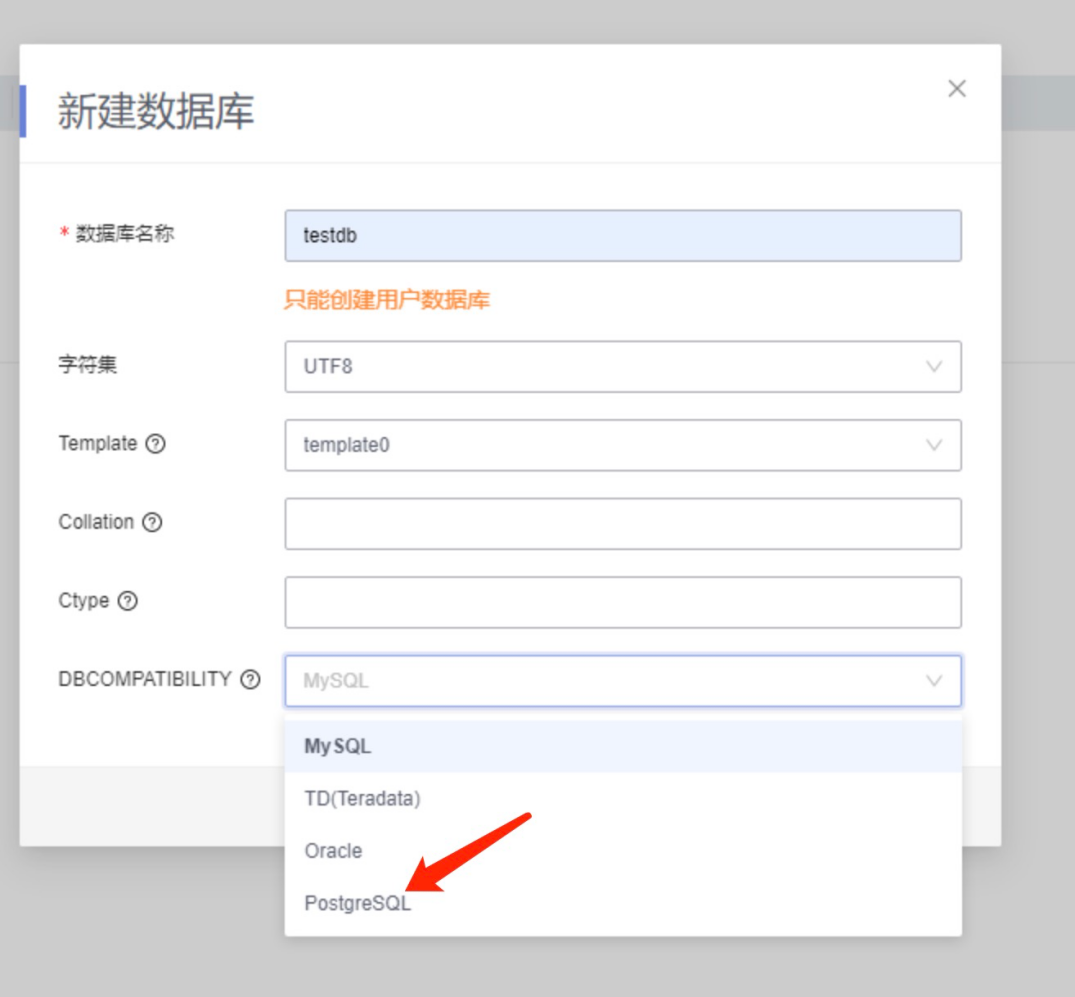 新建数据库
* 数据库名称
testdb
只能创建用户数据库
字符集
UTF8
Template
template0
Collation
Ctype
DBCOMPATIBILITY
MySQL
MySQL
TD(Teradata)
Oracle
PostgreSQL